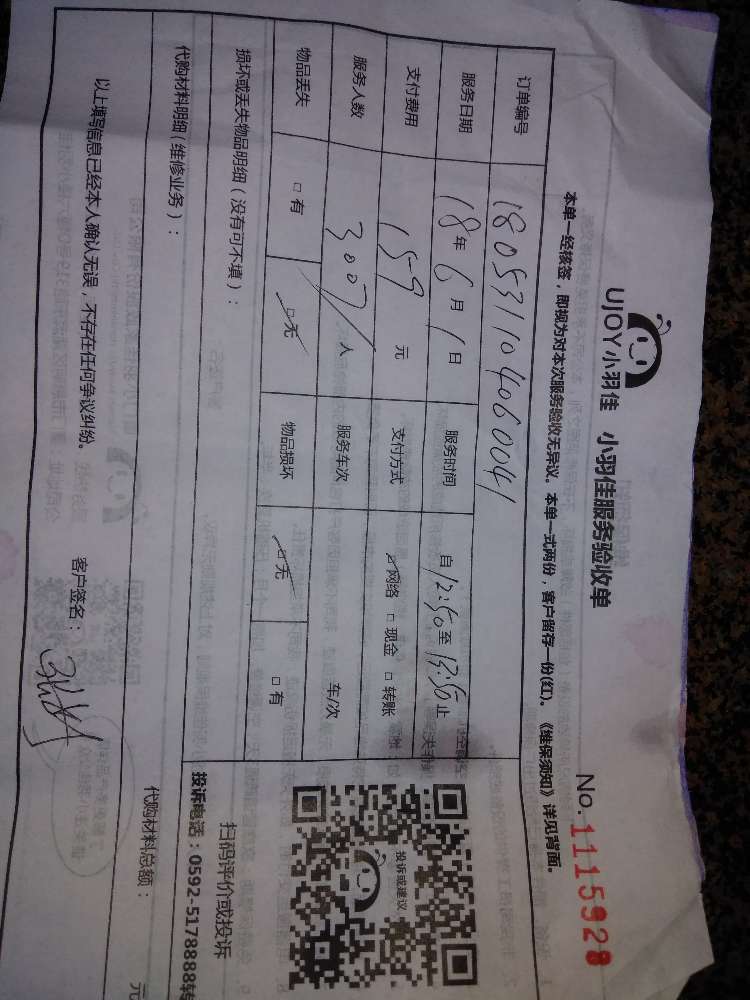 UJOY小羽佳 小羽佳服务验收单
No.1115928
本单一经核签，即视为对本次服务验收无异议。本单一式两份，客户留存一份(红)。《维保须知》详见背面。
订单编号 180531104060041
服务日期 18年6月1日 服务时间 自12:50至13:50止
支付费用 159元 支付方式 ☑网络 □现金 □转账
服务人数 人 服务车次 车/次
物品丢失 □有 ☑无 物品损坏 ☑无 □有
投诉或建议
扫码评价或投诉
投诉电话：0592-5178888转
损坏或丢失物品明细（没有可不填）：
代购材料明细（维修业务）：
代购材料总额： 元
以上填写信息已经本人确认无误，不存在任何争议纠纷。 客户签名：